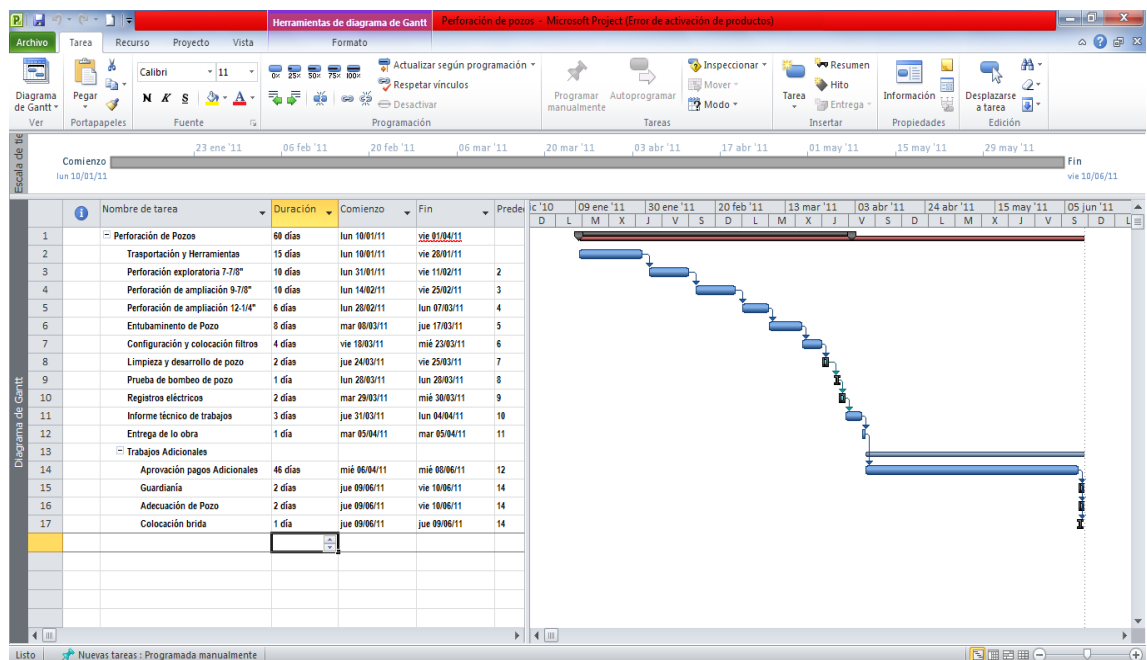 Herramientas de diagrama de Gantt
Perforación de pozos - Microsoft Project (Error de activación de productos)
Archivo Tarea Recurso Proyecto Vista Formato
Diagrama de Gantt
Ver
Pegar
Portapapeles
Calibri 11
N K S A
Fuente
0x 25x 50x 75x 100x
Actualizar según programación
Respetar vínculos
Desactivar
Programación
Programar manualmente
Autoprogramar
Inspeccionar
Mover
Modo
Tareas
Tarea
Resumen
Hito
Entrega
Insertar
Información
Propiedades
Desplazarse a tarea
Edición
Escala de tie
23 ene '11 06 feb '11 20 feb '11 06 mar '11 20 mar '11 03 abr '11 17 abr '11 01 may '11 15 may '11 29 may '11
Comienzo
lun 10/01/11
Fin
vie 10/06/11
Nombre de tarea Duración Comienzo Fin Predec
ic '10 09 ene '11 30 ene '11 20 feb '11 13 mar '11 03 abr '11 24 abr '11 15 may '11 05 jun '11
D L M X J V S D L M X J V S D L M X J V S D L
1 Perforación de Pozos 60 días lun 10/01/11 vie 01/04/11
2 Trasportación y Herramientas 15 días lun 10/01/11 vie 28/01/11
3 Perforación exploratoria 7-7/8" 10 días lun 31/01/11 vie 11/02/11 2
4 Perforación de ampliación 9-7/8" 10 días lun 14/02/11 vie 25/02/11 3
5 Perforación de ampliación 12-1/4" 6 días lun 28/02/11 lun 07/03/11 4
6 Entubaminento de Pozo 8 días mar 08/03/11 jue 17/03/11 5
7 Configuración y colocación filtros 4 días vie 18/03/11 mié 23/03/11 6
8 Limpieza y desarrollo de pozo 2 días jue 24/03/11 vie 25/03/11 7
9 Prueba de bombeo de pozo 1 día lun 28/03/11 lun 28/03/11 8
10 Registros eléctricos 2 días mar 29/03/11 mié 30/03/11 9
11 Informe técnico de trabajos 3 días jue 31/03/11 lun 04/04/11 10
12 Entrega de lo obra 1 día mar 05/04/11 mar 05/04/11 11
13 Trabajos Adicionales
14 Aprovación pagos Adicionales 46 días mié 06/04/11 mié 08/06/11 12
15 Guardianía 2 días jue 09/06/11 vie 10/06/11 14
16 Adecuación de Pozo 2 días jue 09/06/11 vie 10/06/11 14
17 Colocación brida 1 día jue 09/06/11 jue 09/06/11 14
Diagrama de Gantt
Listo Nuevas tareas : Programada manualmente